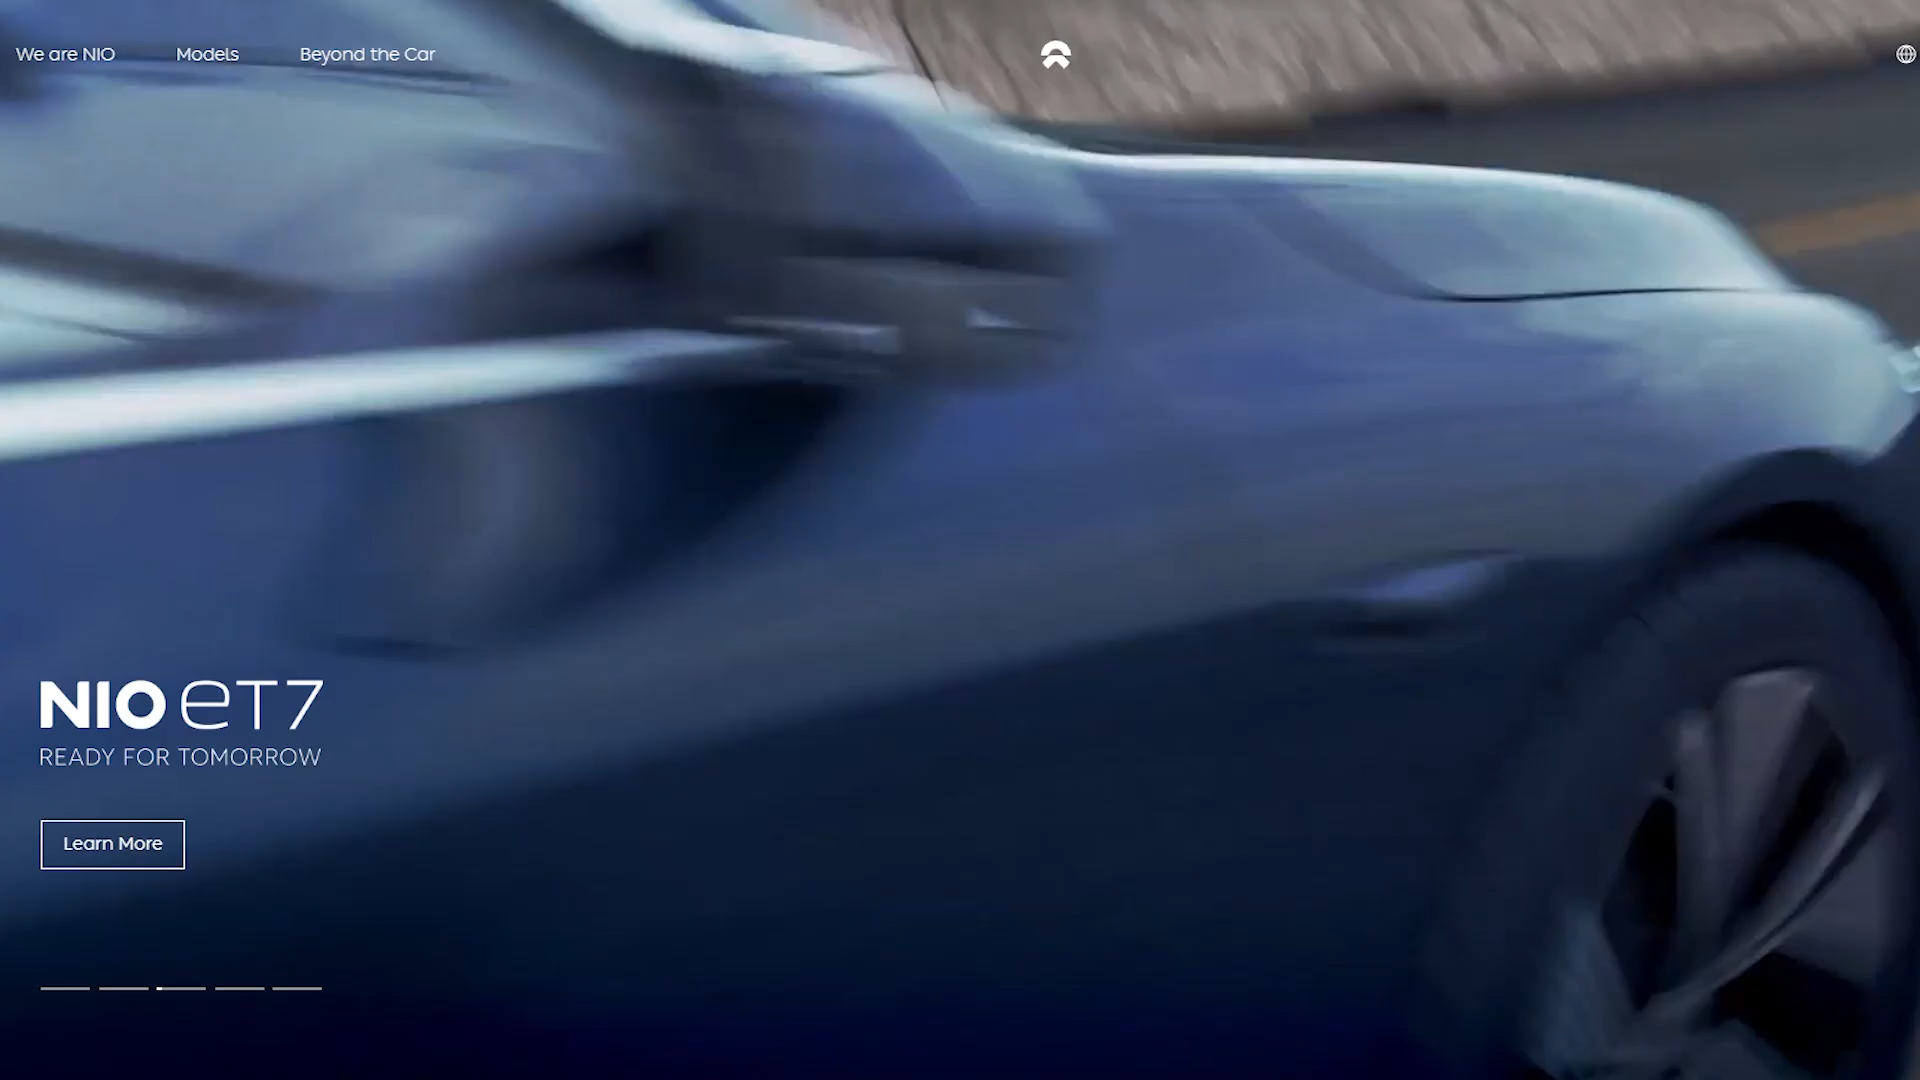 We are NIO
Models
Beyond the Car
NIO eT7
READY FOR TOMORROW
Learn More